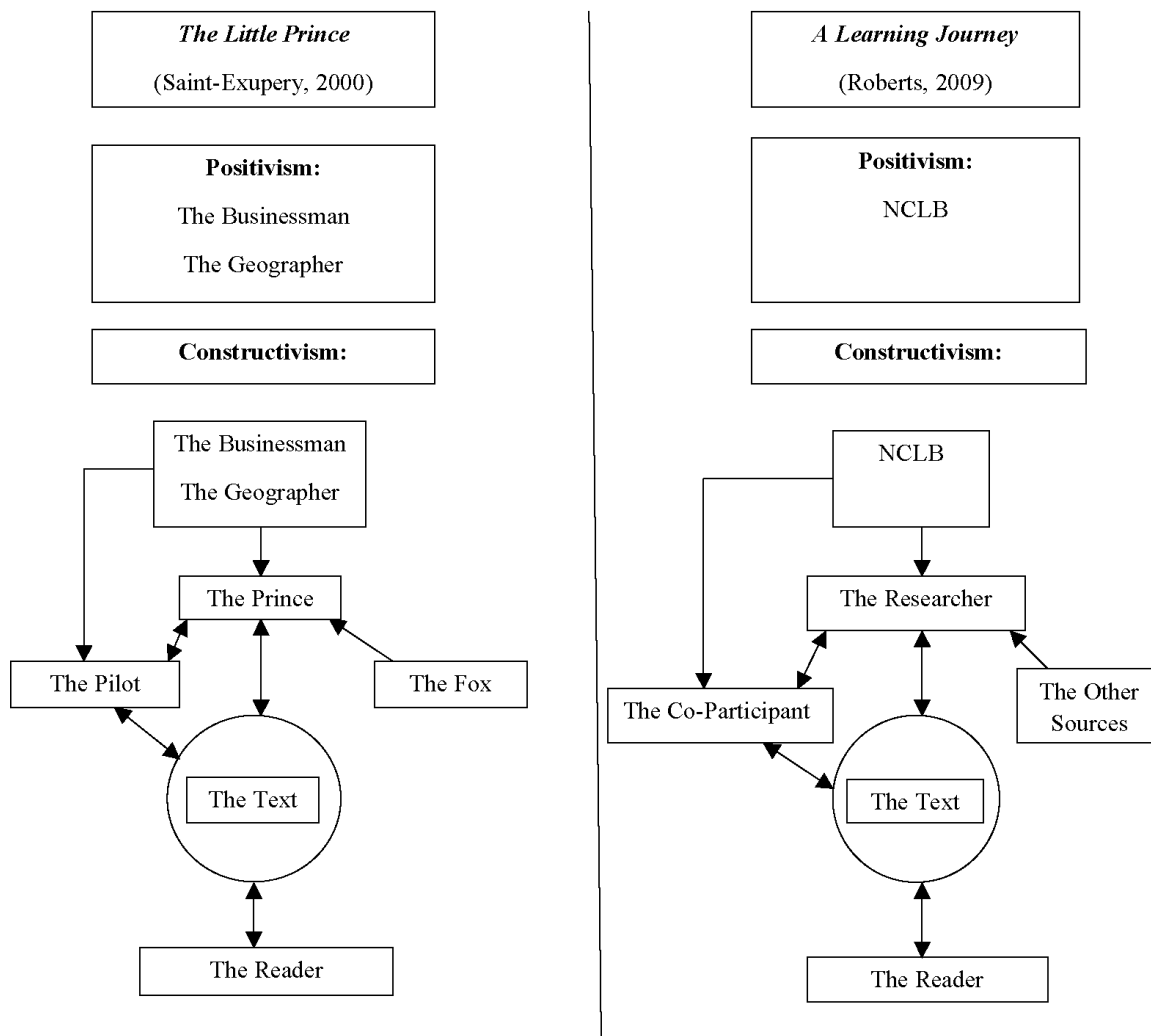 The Little Prince
(Saint-Exupery, 2000)
Positivism:
The Businessman
The Geographer
Constructivism:
The Businessman
The Geographer
The Prince
The Pilot
The Fox
The Text
The Reader
A Learning Journey
(Roberts, 2009)
Positivism:
NCLB
Constructivism:
NCLB
The Researcher
The Co-Participant
The Other
Sources
The Text
The Reader